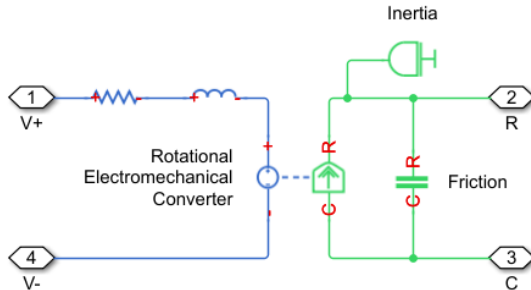 Inertia
1
V+
+
-
+
-
2
R
Rotational
Electromechanical
Converter
+
-
R
C
R
C
Friction
4
V-
3
C